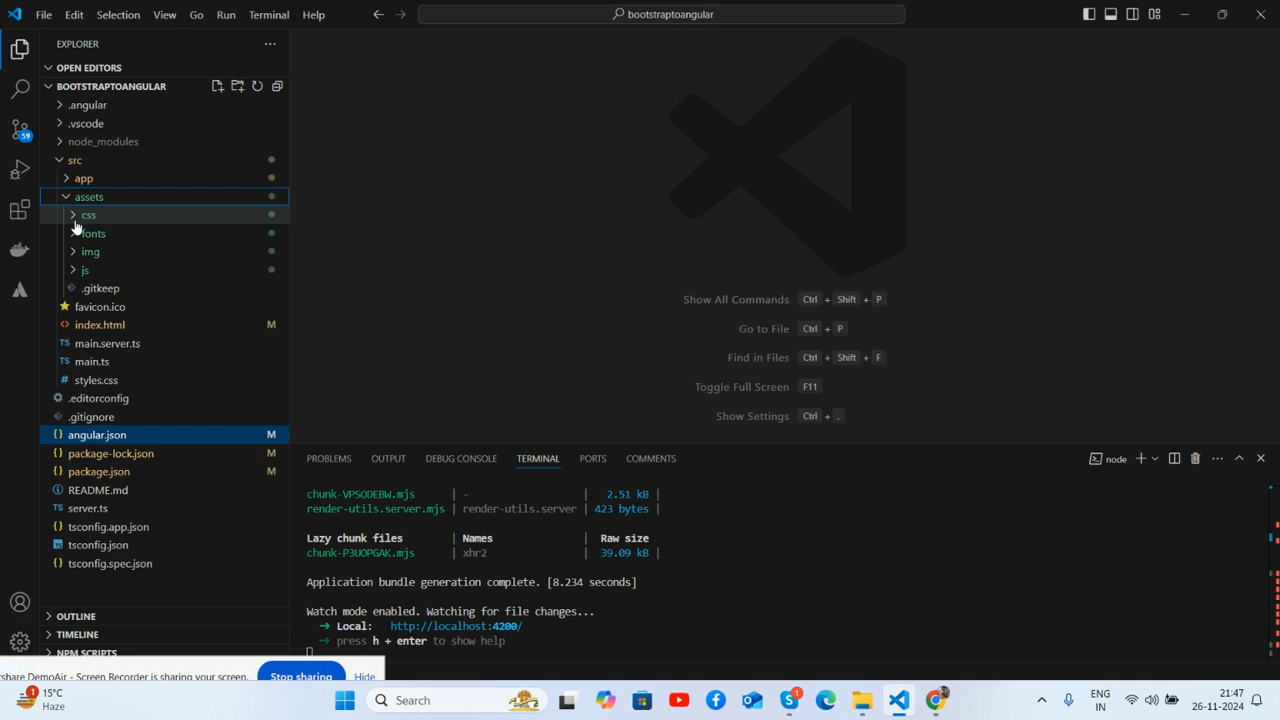 File Edit Selection View Go Run Terminal Help
bootstraptoangular
EXPLORER
OPEN EDITORS
BOOTSTRAPTOANGULAR
.angular
.vscode
node_modules
src
app
assets
css
fonts
img
js
.gitkeep
favicon.ico
index.html M
main.server.ts
main.ts
styles.css
.editorconfig
.gitignore
angular.json M
package-lock.json M
package.json M
README.md
server.ts
tsconfig.app.json
tsconfig.json
tsconfig.spec.json
OUTLINE
TIMELINE
NPM SCRIPTS
59
Show All Commands Ctrl + Shift + P
Go to File Ctrl + P
Find in Files Ctrl + Shift + F
Toggle Full Screen F11
Show Settings Ctrl + ,
PROBLEMS OUTPUT DEBUG CONSOLE TERMINAL PORTS COMMENTS
node
chunk-VPSODEBW.mjs | - | 2.51 kB |
render-utils.server.mjs | render-utils.server | 423 bytes |
Lazy chunk files | Names | Raw size
chunk-P3UOPGAK.mjs | xhr2 | 39.09 kB |
Application bundle generation complete. [8.234 seconds]
Watch mode enabled. Watching for file changes...
➜ Local: http://localhost:4200/
➜ press h + enter to show help
share DemoAir - Screen Recorder is sharing your screen. Stop sharing Hide
1
15°C
Haze
Search
1
ENG
IN
21:47
26-11-2024